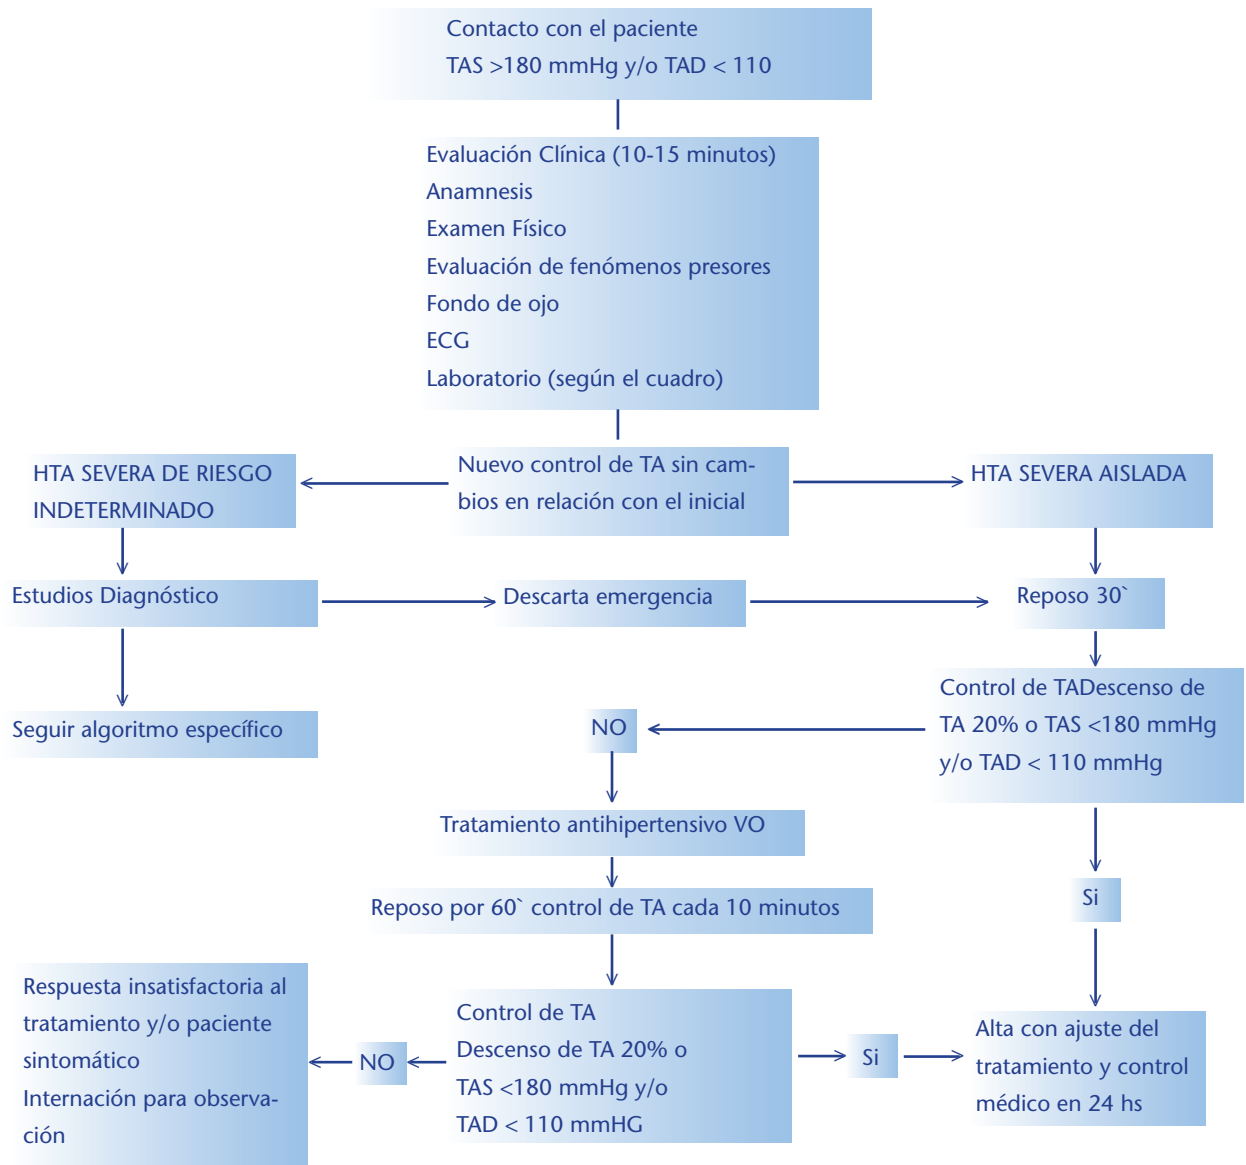 Contacto con el paciente
TAS >180 mmHg y/o TAD < 110
Evaluación Clínica (10-15 minutos)
Anamnesis
Examen Físico
Evaluación de fenómenos presores
Fondo de ojo
ECG
Laboratorio (según el cuadro)
HTA SEVERA DE RIESGO
INDETERMINADO
Nuevo control de TA sin cam-
bios en relación con el inicial
HTA SEVERA AISLADA
Estudios Diagnóstico
Descarta emergencia
Reposo 30`
Seguir algoritmo específico
NO
Control de TADescenso de
TA 20% o TAS <180 mmHg
y/o TAD < 110 mmHg
Tratamiento antihipertensivo VO
Reposo por 60` control de TA cada 10 minutos
Si
Respuesta insatisfactoria al
tratamiento y/o paciente
sintomático
Internación para observa-
ción
NO
Control de TA
Descenso de TA 20% o
TAS <180 mmHg y/o
TAD < 110 mmHG
Si
Alta con ajuste del
tratamiento y control
médico en 24 hs